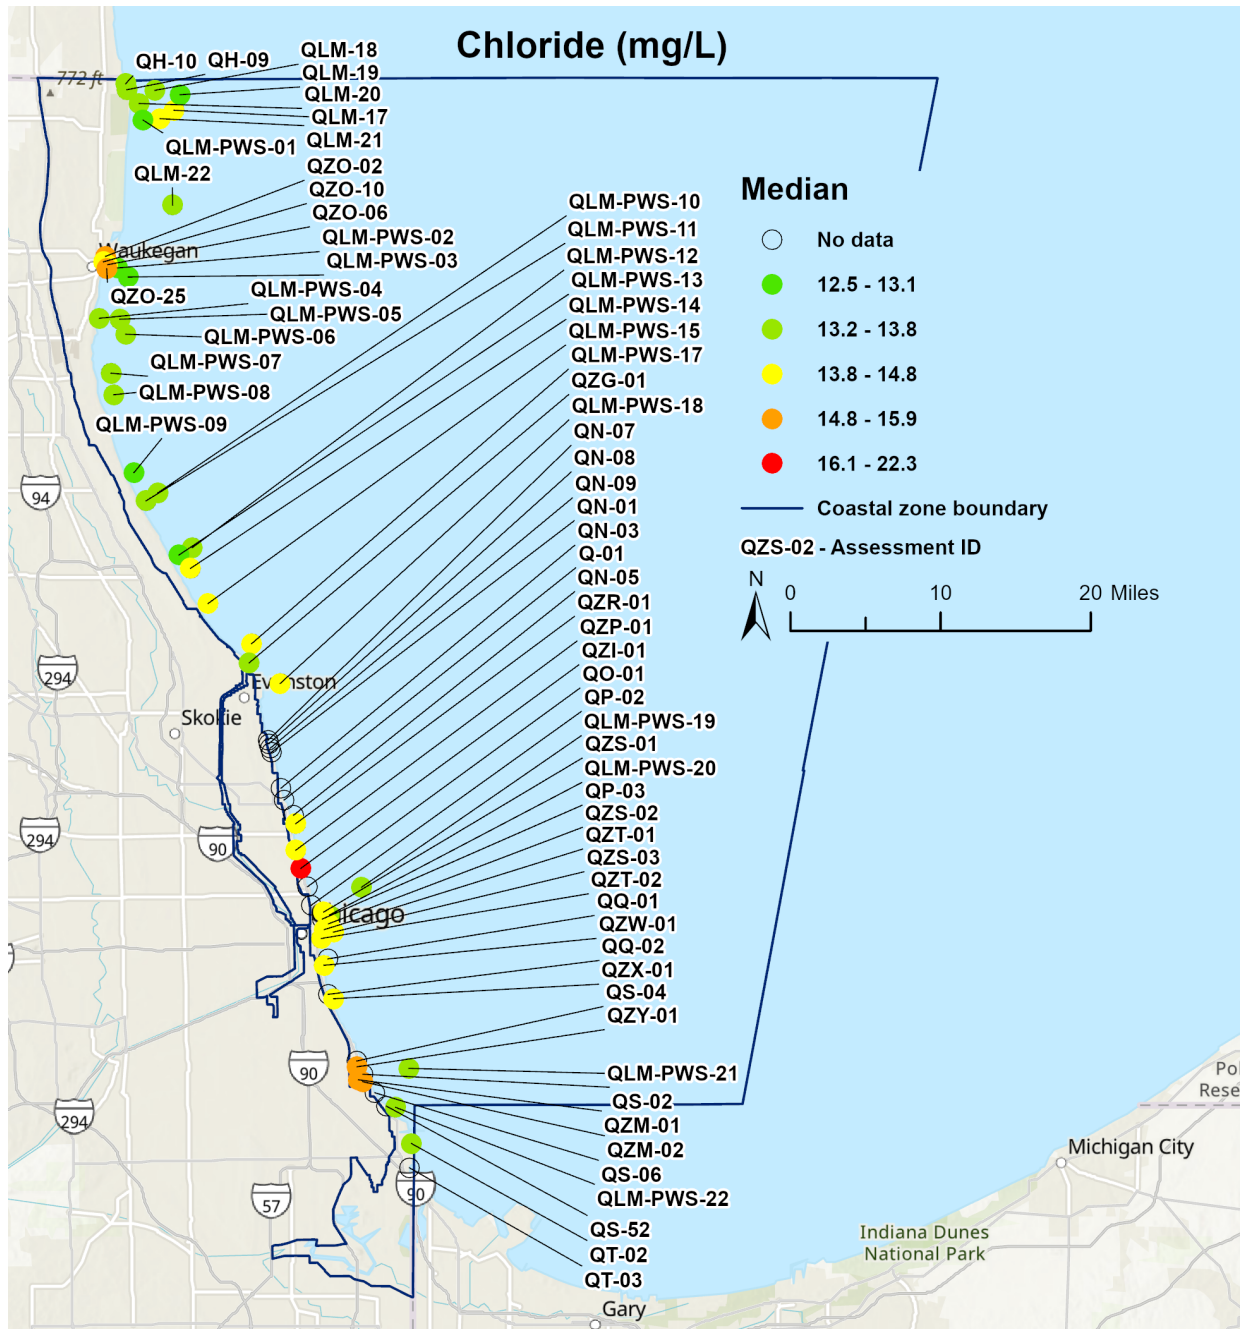 Chloride (mg/L)
QH-10
QH-09
QLM-18
QLM-19
QLM-20
QLM-17
QLM-21
772 ft
QLM-PWS-01
QLM-22
QZO-02
QZO-10
QZO-06
QLM-PWS-02
QLM-PWS-03
Waukegan
QZO-25
QLM-PWS-04
QLM-PWS-05
QLM-PWS-06
QLM-PWS-07
QLM-PWS-08
QLM-PWS-09
QLM-PWS-10
QLM-PWS-11
QLM-PWS-12
QLM-PWS-13
QLM-PWS-14
QLM-PWS-15
QLM-PWS-17
QZG-01
QLM-PWS-18
QN-07
QN-08
QN-09
QN-01
QN-03
Q-01
QN-05
QZR-01
QZP-01
QZI-01
QO-01
QP-02
QLM-PWS-19
QZS-01
QLM-PWS-20
QP-03
QZS-02
QZT-01
QZS-03
QZT-02
QQ-01
QZW-01
QQ-02
QZX-01
QS-04
QZY-01
QLM-PWS-21
QS-02
QZM-01
QZM-02
QS-06
QLM-PWS-22
QS-52
QT-02
QT-03
Median
No data
12.5 - 13.1
13.2 - 13.8
13.8 - 14.8
14.8 - 15.9
16.1 - 22.3
Coastal zone boundary
QZS-02 - Assessment ID
N
0 10 20 Miles
94
294
Evanston
Skokie
294
90
Chicago
90
294
57
90
Michigan City
Indiana Dunes
National Park
Gary